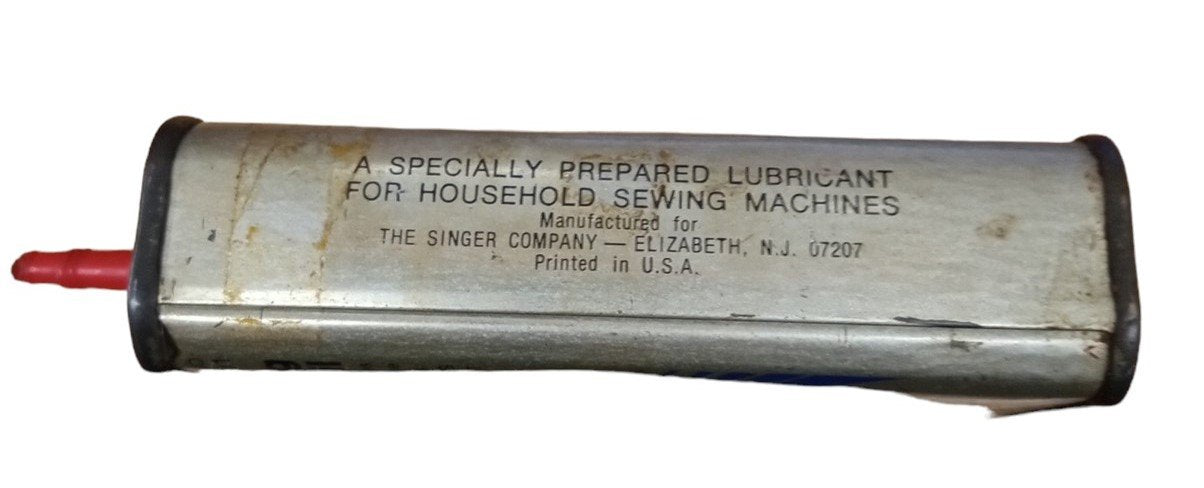 A SPECIALLY PREPARED LUBRICANT
FOR HOUSEHOLD SEWING MACHINES
Manufactured for
THE SINGER COMPANY — ELIZABETH, N.J. 07207
Printed in U.S.A.